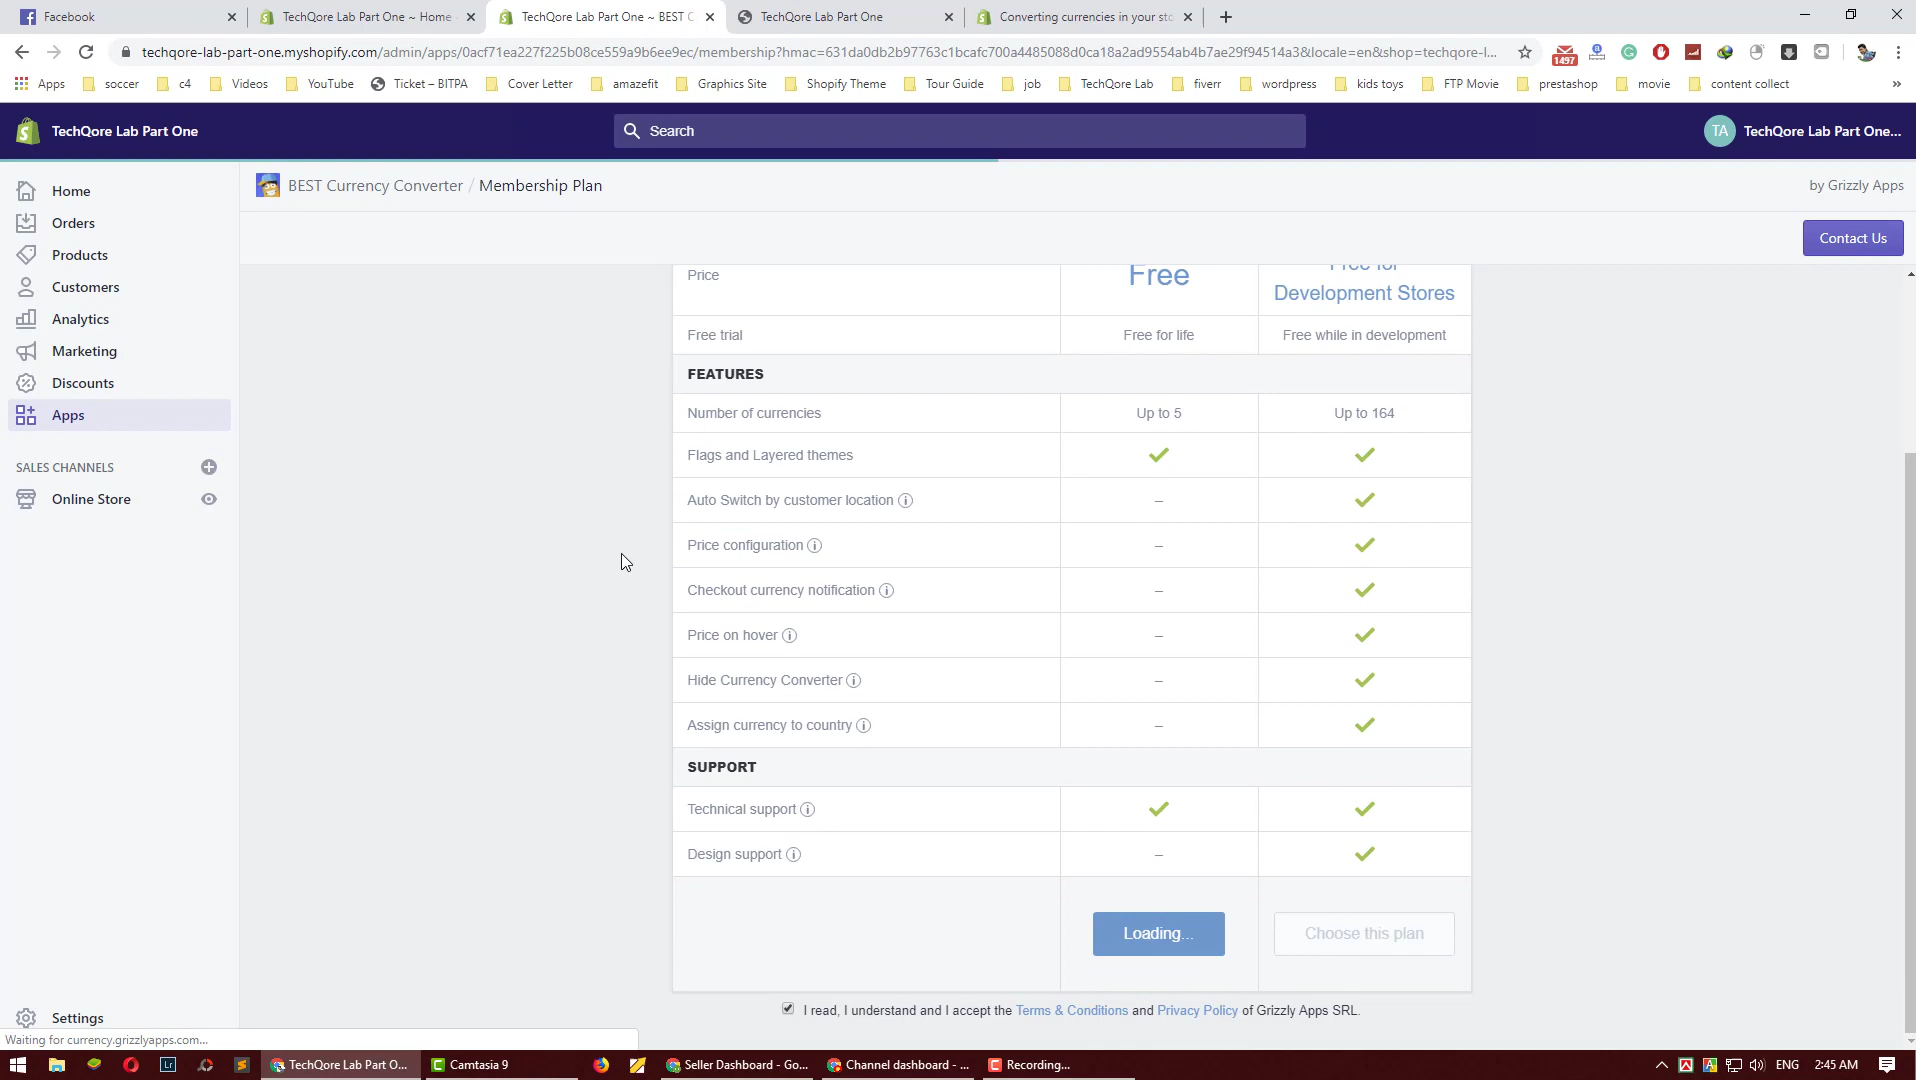 Facebook
TechQore Lab Part One ~ Home
TechQore Lab Part One ~ BEST C
TechQore Lab Part One
Converting currencies in your sto
techqore-lab-part-one.myshopify.com/admin/apps/0acf71ea227f225b08ce559a9b6ee9ec/membership?hmac=631da0db2b97763c1bcafc700a4485088d0ca18a2ad9554ab4b7ae29f94514a3&locale=en&shop=techqore-l...
1497
Apps
soccer
c4
Videos
YouTube
Ticket – BITPA
Cover Letter
amazefit
Graphics Site
Shopify Theme
Tour Guide
job
TechQore Lab
fiverr
wordpress
kids toys
FTP Movie
prestashop
movie
content collect
»
TechQore Lab Part One
Search
TA
TechQore Lab Part One...
Home
Orders
Products
Customers
Analytics
Marketing
Discounts
Apps
SALES CHANNELS
Online Store
Settings
BEST Currency Converter / Membership Plan
by Grizzly Apps
Contact Us
Price
Free
Free for
Development Stores
Free trial
Free for life
Free while in development
FEATURES
Number of currencies
Up to 5
Up to 164
Flags and Layered themes
Auto Switch by customer location
–
Price configuration
–
Checkout currency notification
–
Price on hover
–
Hide Currency Converter
–
Assign currency to country
–
SUPPORT
Technical support
Design support
–
Loading...
Choose this plan
I read, I understand and I accept the Terms & Conditions and Privacy Policy of Grizzly Apps SRL.
Waiting for currency.grizzlyapps.com...
TechQore Lab Part O...
Camtasia 9
Seller Dashboard - Go...
Channel dashboard - ...
Recording...
ENG
2:45 AM